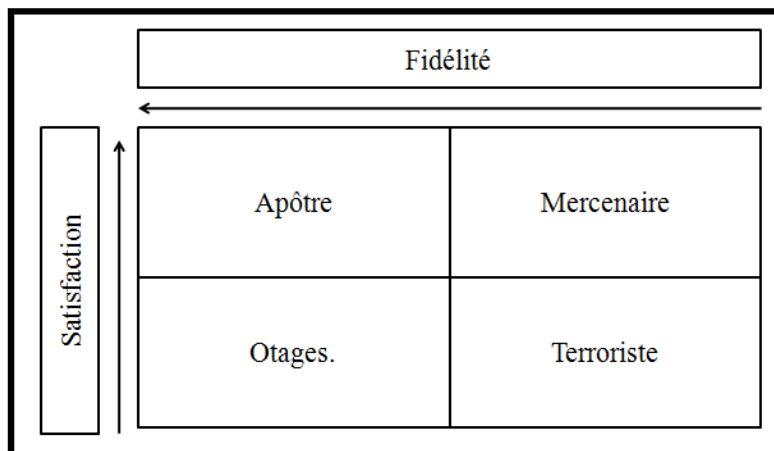 Fidélité
Satisfaction
Apôtre
Mercenaire
Otages.
Terroriste